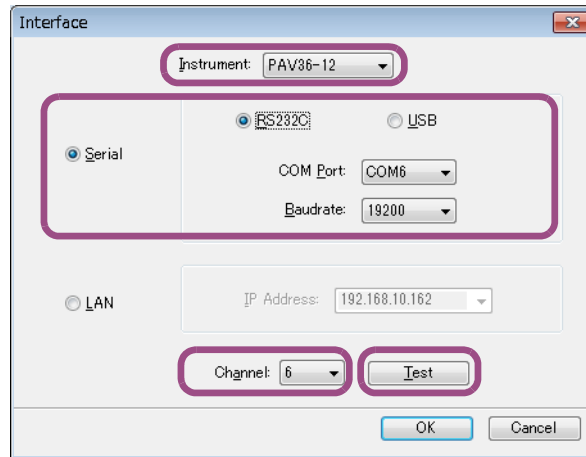 Interface
Instrument: PAV36-12
RS232C USB
Serial
COM Port: COM6
Baudrate: 19200
LAN
IP Address: 192.168.10.162
Channel: 6 Test
OK Cancel